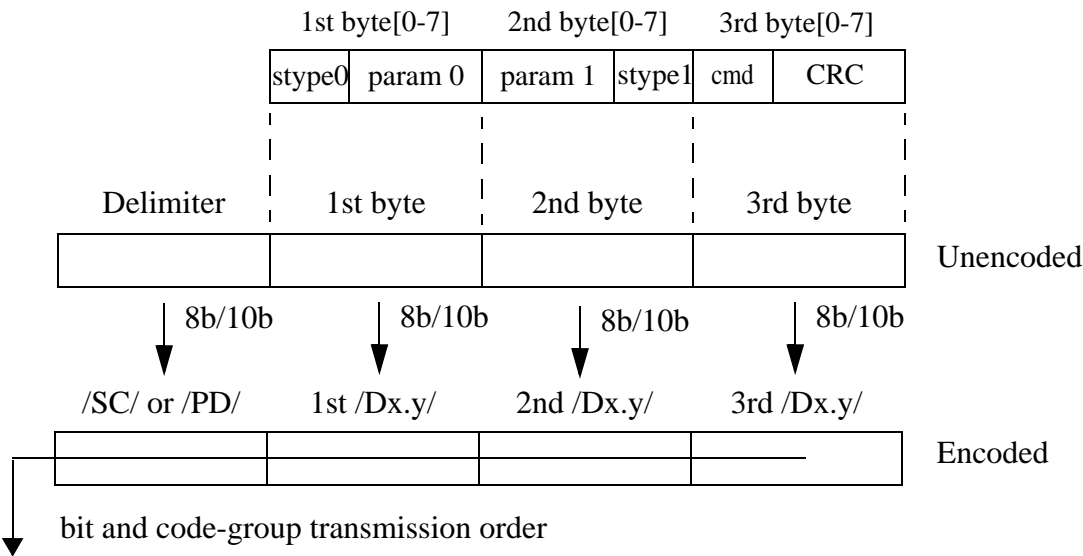 1st byte[0-7] 2nd byte[0-7] 3rd byte[0-7]
stype0 param 0 param 1 stype1 cmd CRC
Delimiter 1st byte 2nd byte 3rd byte
Unencoded
8b/10b 8b/10b 8b/10b 8b/10b
/SC/ or /PD/ 1st /Dx.y/ 2nd /Dx.y/ 3rd /Dx.y/
Encoded
bit and code-group transmission order